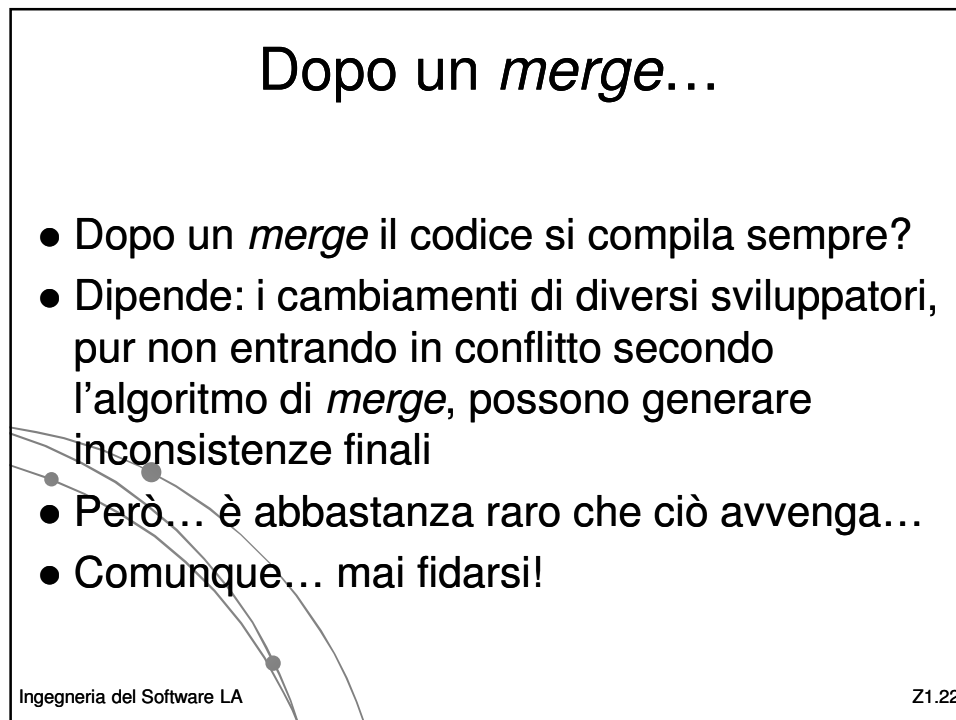 Dopo un merge…
● Dopo un merge il codice si compila sempre?
● Dipende: i cambiamenti di diversi sviluppatori,
pur non entrando in conflitto secondo
l’algoritmo di merge, possono generare
inconsistenze finali
● Però… è abbastanza raro che ciò avvenga…
● Comunque… mai fidarsi!
Ingegneria del Software LA
Z1.22